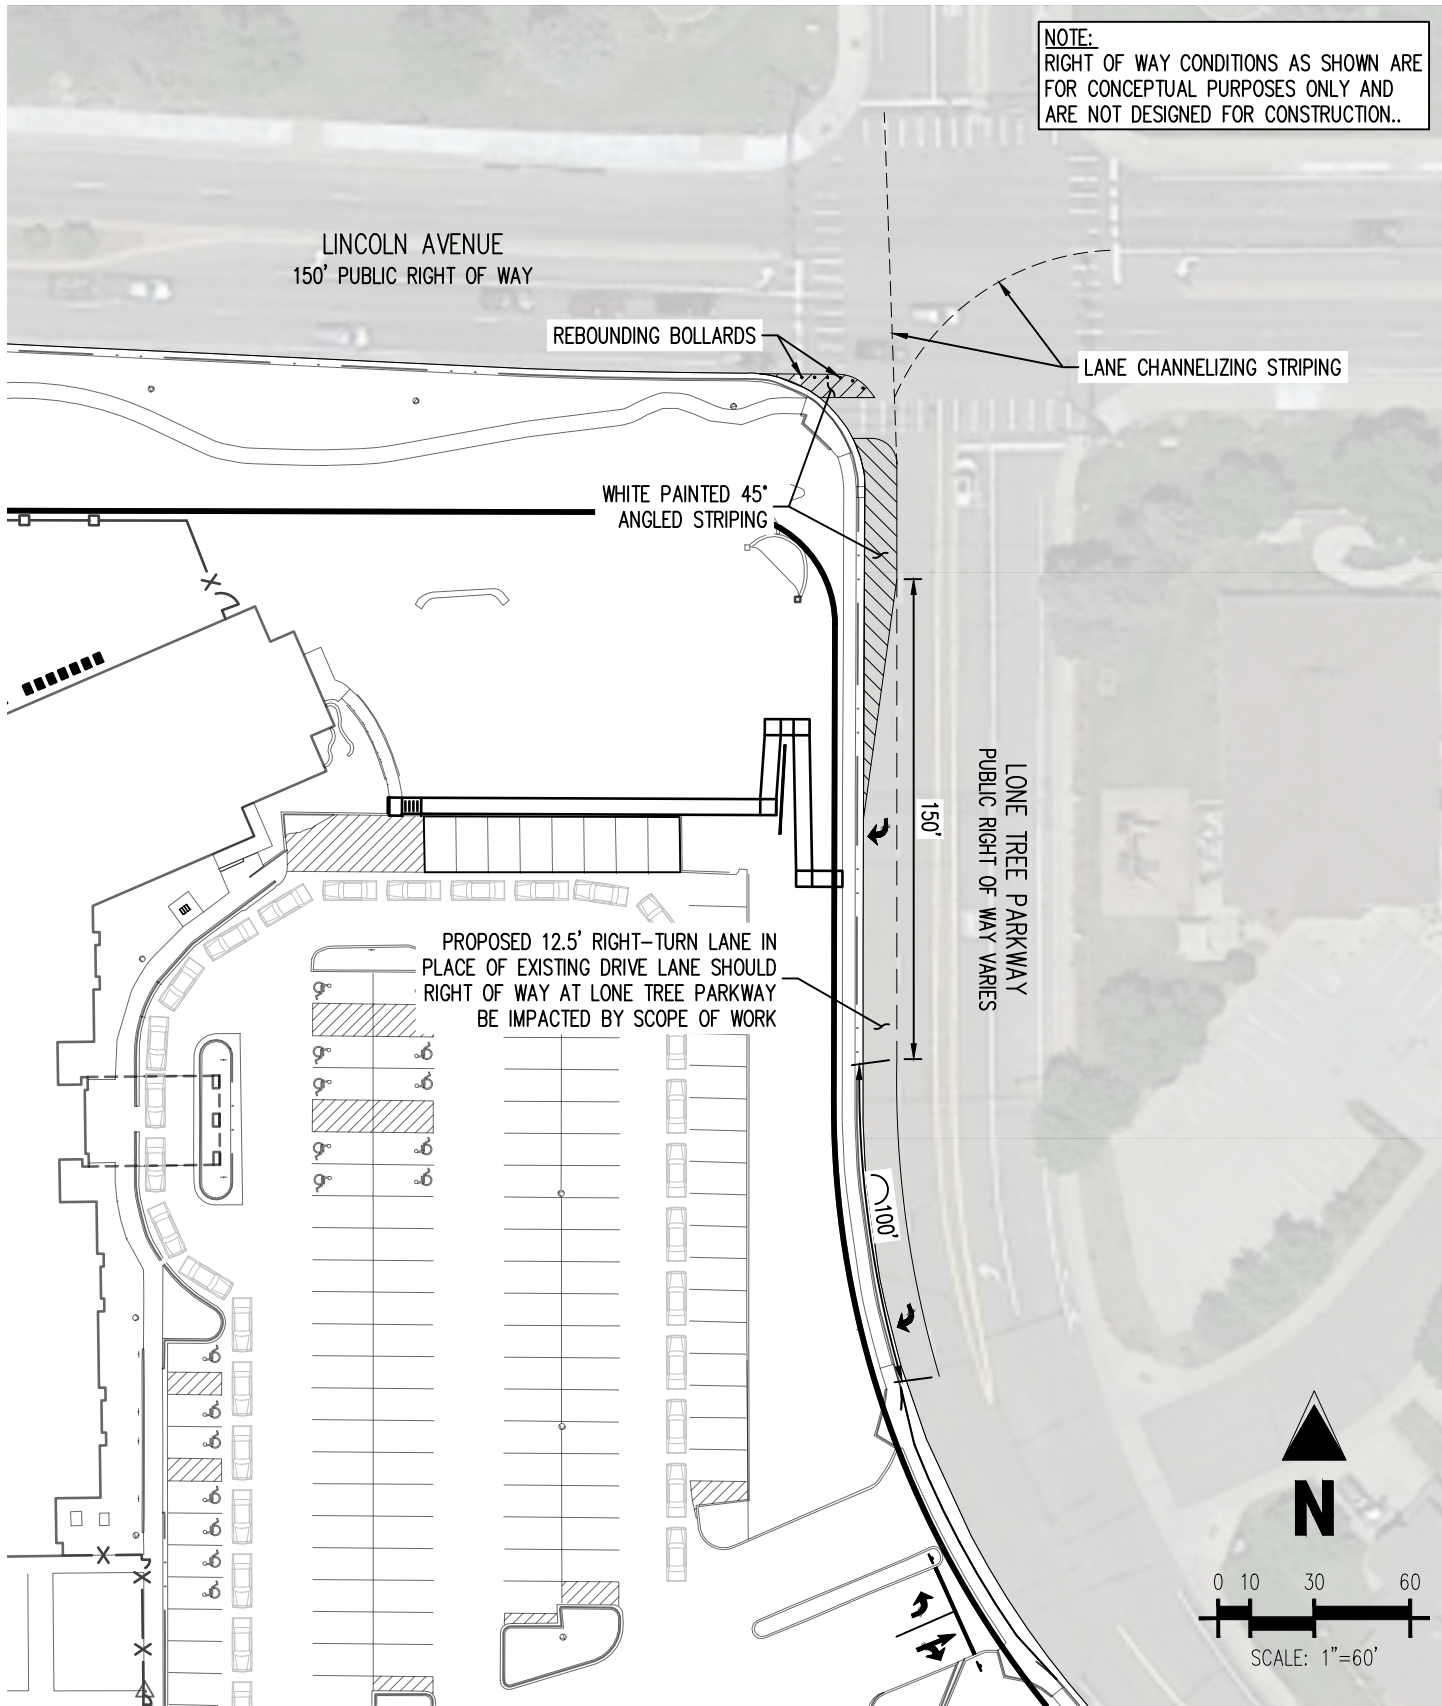 NOTE:
RIGHT OF WAY CONDITIONS AS SHOWN ARE
FOR CONCEPTUAL PURPOSES ONLY AND
ARE NOT DESIGNED FOR CONSTRUCTION..
LINCOLN AVENUE
150' PUBLIC RIGHT OF WAY
REBOUNDING BOLLARDS
LANE CHANNELIZING STRIPING
WHITE PAINTED 45°
ANGLED STRIPING
150'
LONE TREE PARKWAY
PUBLIC RIGHT OF WAY VARIES
PROPOSED 12.5' RIGHT-TURN LANE IN
PLACE OF EXISTING DRIVE LANE SHOULD
RIGHT OF WAY AT LONE TREE PARKWAY
BE IMPACTED BY SCOPE OF WORK
100'
N
0 10 30 60
SCALE: 1"=60'